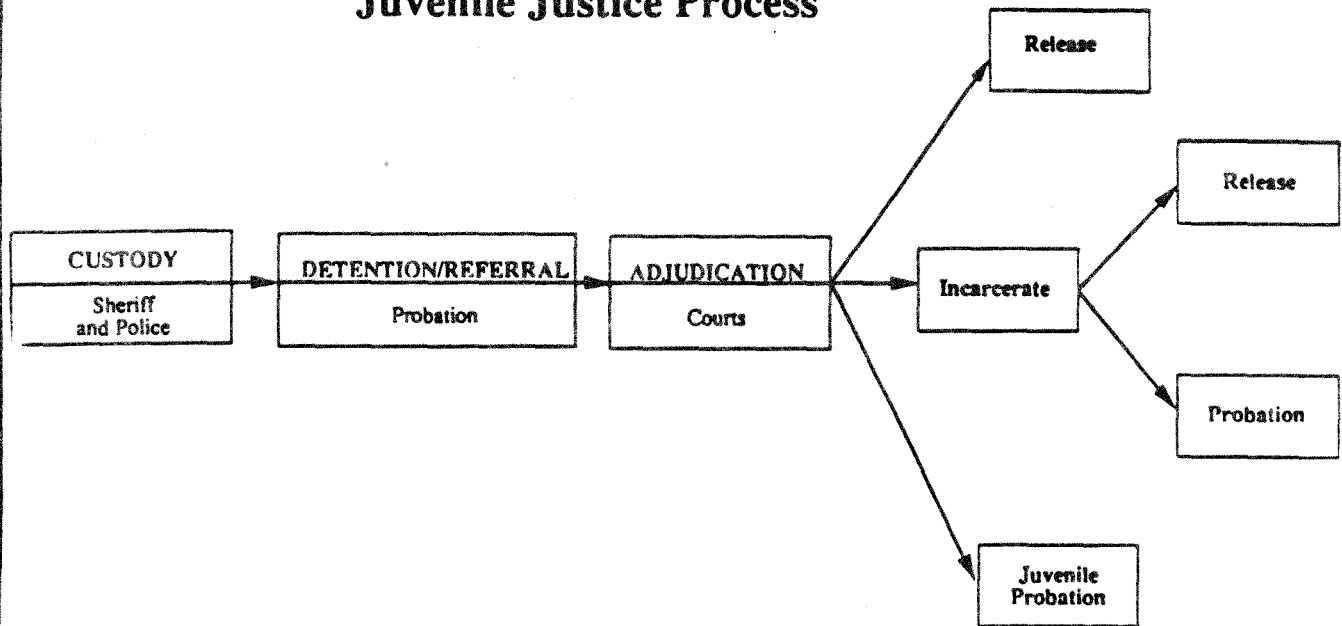 Juvenile Justice Process
Release
Release
CUSTODY
Sheriff
and Police
DETENTION/REFERRAL
Probation
ADJUDICATION
Courts
Incarcerate
Probation
Juvenile
Probation